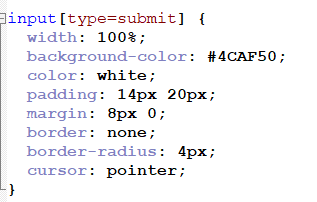 input[type=submit] {
  width: 100%;
  background-color: #4CAF50;
  color: white;
  padding: 14px 20px;
  margin: 8px 0;
  border: none;
  border-radius: 4px;
  cursor: pointer;
}